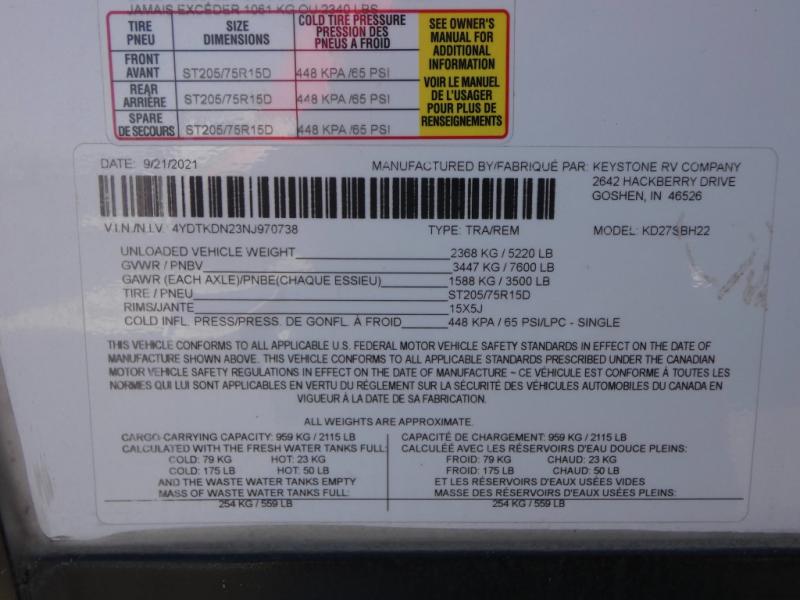 JAMAIS EXCÉDER 1061 KG OU 2340 LBS
TIRE
PNEU
SIZE
DIMENSIONS
COLD TIRE PRESSURE
PRESSION DES
PNEUS A FROID
FRONT
AVANT
ST205/75R15D
448 KPA /65 PSI
REAR
ARRIÈRE
ST205/75R15D
448 KPA /65 PSI
SPARE
DE SECOURS
ST205/75R15D
448 KPA /65 PSI
SEE OWNER'S
MANUAL FOR
ADDITIONAL
INFORMATION
VOIR LE MANUEL
DE L'USAGER
POUR PLUS DE
RENSEIGNEMENTS
DATE: 9/21/2021
MANUFACTURED BY/FABRIQUÉ PAR: KEYSTONE RV COMPANY
2642 HACKBERRY DRIVE
GOSHEN, IN 46526
V.I.N./N.I.V. 4YDTKDN23NJ970738 TYPE: TRA/REM MODEL: KD27SBH22
UNLOADED VEHICLE WEIGHT 2368 KG / 5220 LB
GVWR / PNBV 3447 KG / 7600 LB
GAWR (EACH AXLE)/PNBE(CHAQUE ESSIEU) 1588 KG / 3500 LB
TIRE / PNEU ST205/75R15D
RIMS/JANTE 15X5J
COLD INFL. PRESS/PRESS. DE GONFL. À FROID 448 KPA / 65 PSI/LPC - SINGLE
THIS VEHICLE CONFORMS TO ALL APPLICABLE U.S. FEDERAL MOTOR VEHICLE SAFETY STANDARDS IN EFFECT ON THE DATE OF
MANUFACTURE SHOWN ABOVE. THIS VEHICLE CONFORMS TO ALL APPLICABLE STANDARDS PRESCRIBED UNDER THE CANADIAN
MOTOR VEHICLE SAFETY REGULATIONS IN EFFECT ON THE DATE OF MANUFACTURE ~ CE VÉHICULE EST CONFORME À TOUTES LES
NORMES QUI LUI SONT APPLICABLES EN VERTU DU RÉGLEMENT SUR LA SÉCURITÉ DES VÉHICULES AUTOMOBILES DU CANADA EN
VIGUEUR À LA DATE DE SA FABRICATION.
ALL WEIGHTS ARE APPROXIMATE.
CARGO-CARRYING CAPACITY: 959 KG / 2115 LB
CALCULATED WITH THE FRESH WATER TANKS FULL:
COLD: 79 KG HOT: 23 KG
COLD: 175 LB HOT: 50 LB
AND THE WASTE WATER TANKS EMPTY
MASS OF WASTE WATER TANKS FULL:
254 KG / 559 LB
CAPACITÉ DE CHARGEMENT: 959 KG / 2115 LB
CALCULÉE AVEC LES RÉSERVOIRS D'EAU DOUCE PLEINS:
FROID: 79 KG CHAUD: 23 KG
FROID: 175 LB CHAUD: 50 LB
ET LES RÉSERVOIRS D'EAUX USÉES VIDES
MASSE DES RÉSERVOIRS D'EAUX USÉES PLEINS:
254 KG / 559 LB